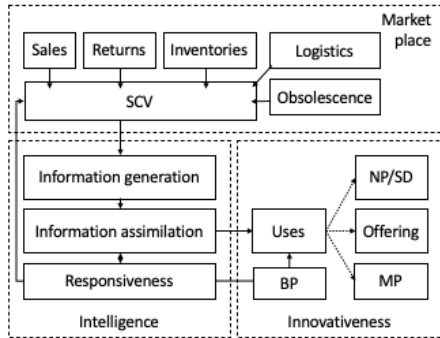 Market
place
Sales
Returns
Inventories
Logistics
SCV
Obsolescence
Information generation
NP/SD
Information assimilation
Uses
Offering
Responsiveness
BP
MP
Intelligence
Innovativeness